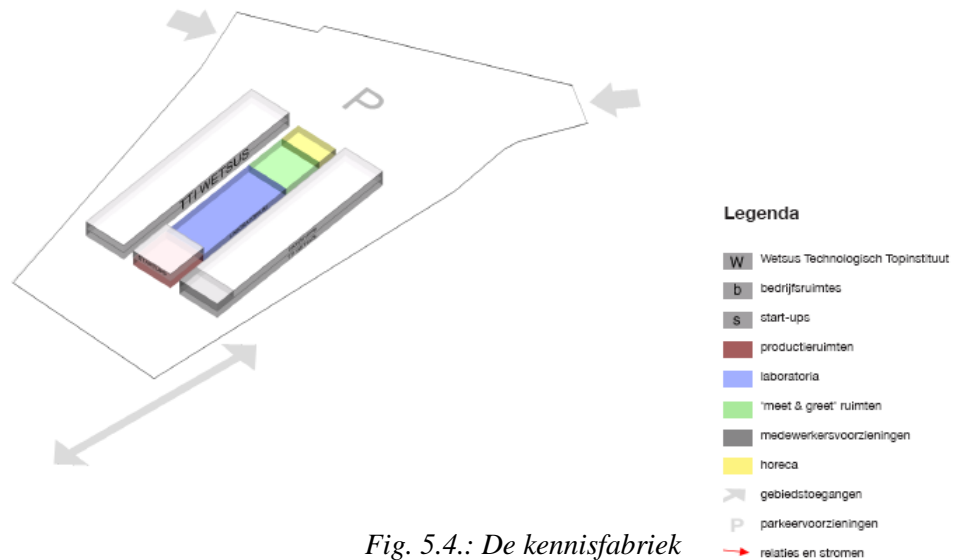 P
TTI WETSUS
Legenda
W Wetsus Technologisch Topinstituut
b bedrijfsruimtes
s start-ups
productieruimten
laboratoria
"meet & greet" ruimten
medewerkersvoorzieningen
horeca
gebiedstoegangen
P parkeervoorzieningen
relaties en stromen
Fig. 5.4.: De kennisfabriek